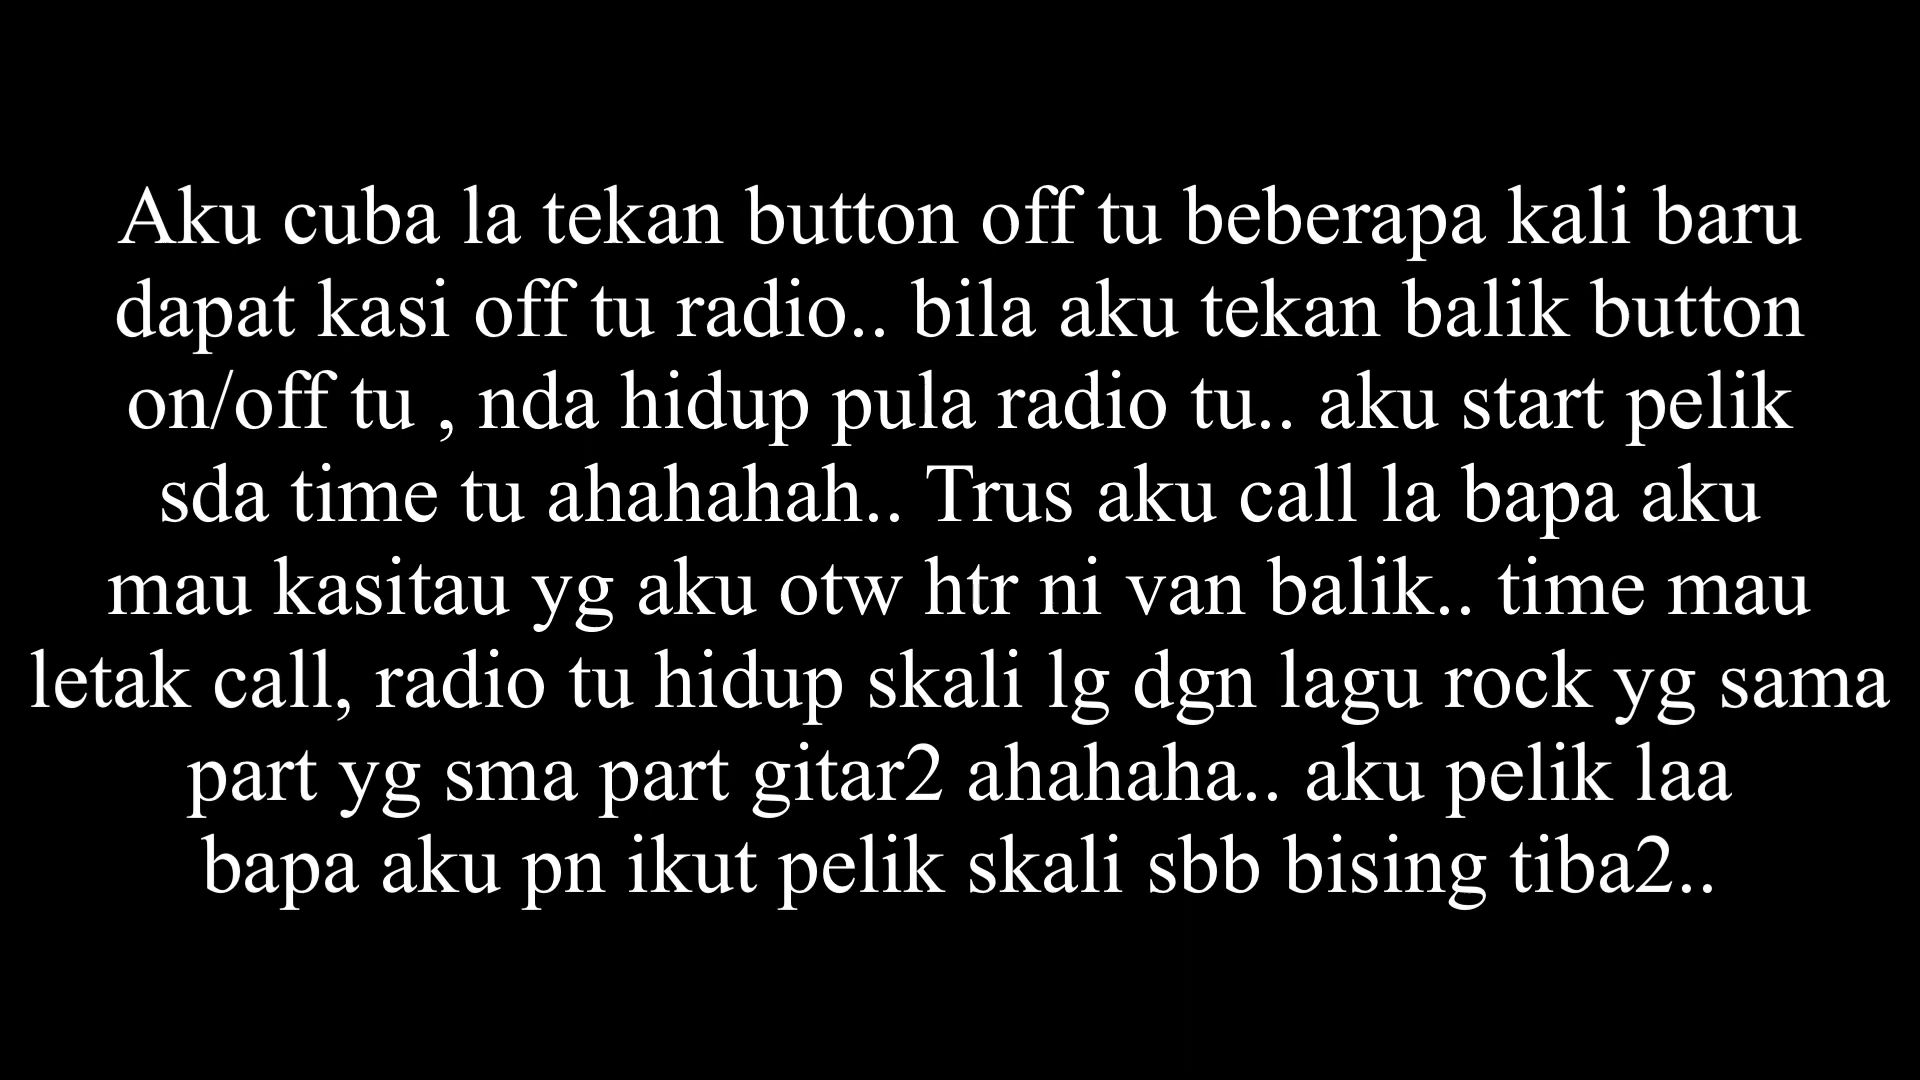 Aku cuba la tekan button off tu beberapa kali baru
dapat kasi off tu radio.. bila aku tekan balik button
on/off tu , nda hidup pula radio tu.. aku start pelik
sda time tu ahahahah.. Trus aku call la bapa aku
mau kasitau yg aku otw htr ni van balik.. time mau
letak call, radio tu hidup skali lg dgn lagu rock yg sama
part yg sma part gitar2 ahahaha.. aku pelik laa
bapa aku pn ikut pelik skali sbb bising tiba2..